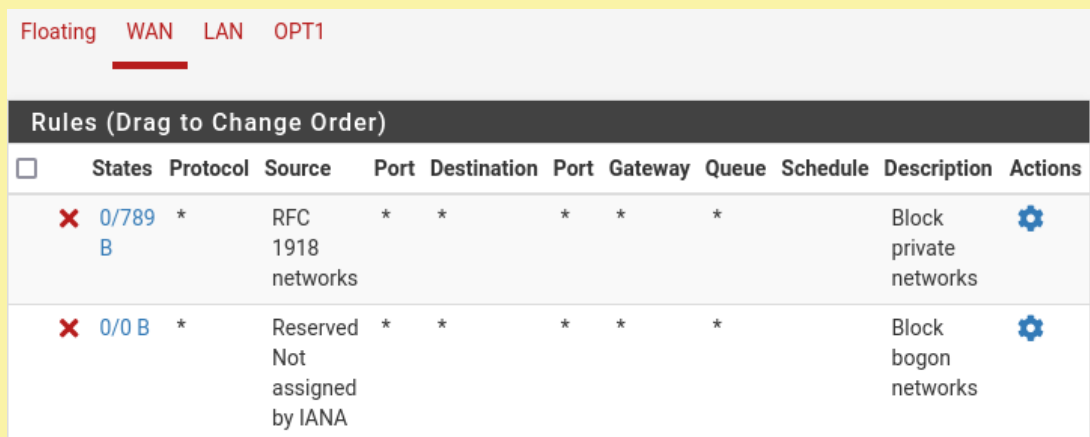 Floating WAN LAN OPT1
Rules (Drag to Change Order)
States Protocol Source Port Destination Port Gateway Queue Schedule Description Actions
0/789 * RFC * * * * * Block
B 1918 private
networks networks
0/0 B * Reserved * * * * * Block
Not bogon
assigned networks
by IANA